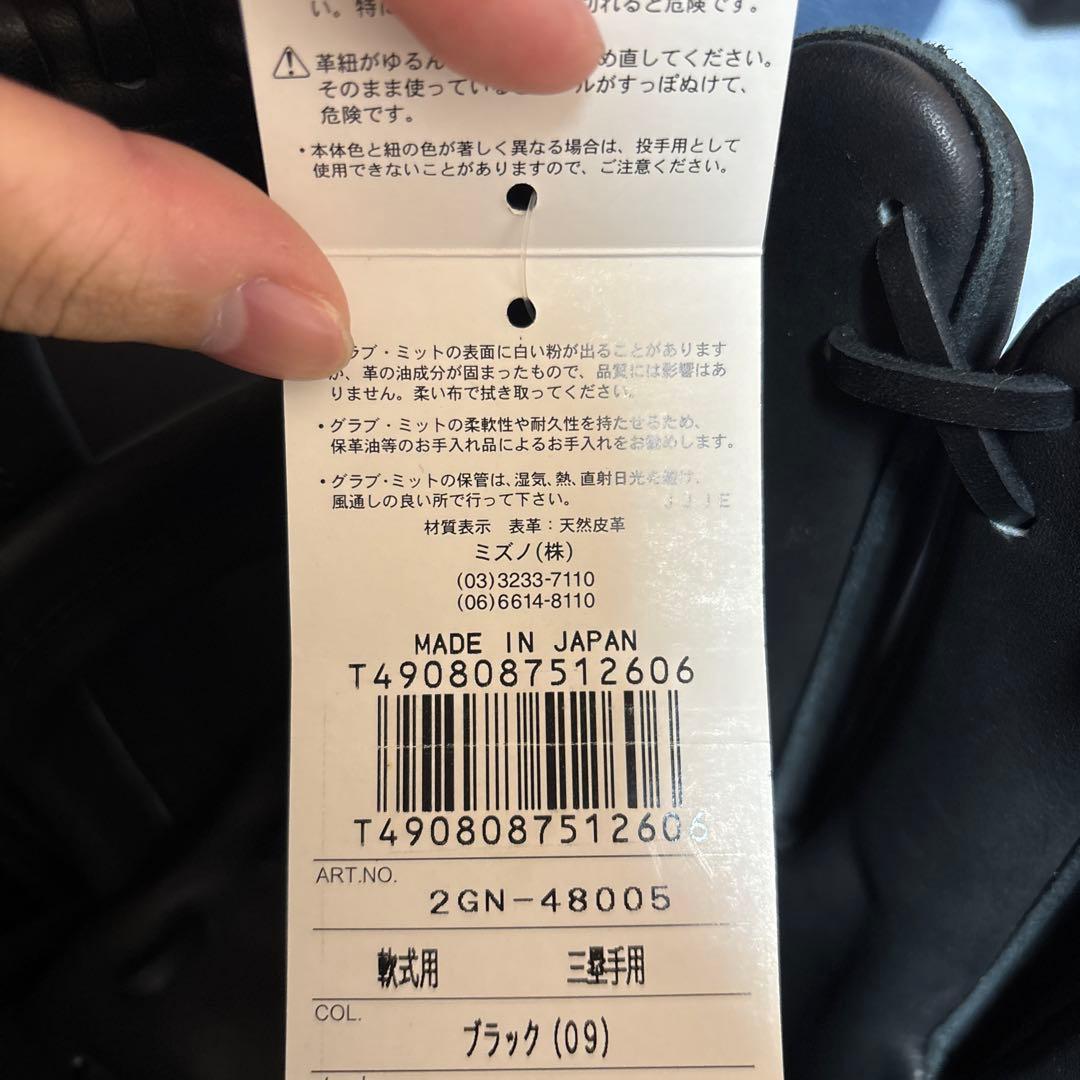 い。特に 切れると危険です。
革紐がゆるん め直してください。
そのまま使ってい ルがすっぽぬけて、
危険です。
・本体色と紐の色が著しく異なる場合は、投手用として
使用できないことがありますので、ご注意ください。
ラブ・ミットの表面に白い粉が出ることがあります
が、革の油成分が固まったもので、品質には影響はあ
りません。柔い布で拭き取ってください。
・グラブ・ミットの柔軟性や耐久性を持たせるため、
保革油等のお手入れ品によるお手入れをお勧めします。
・グラブ・ミットの保管は、湿気、熱、直射日光を避け、
風通しの良い所で行って下さい。
材質表示 表革：天然皮革
ミズノ(株)
(03)3233-7110
(06)6614-8110
MADE IN JAPAN
T4908087512606
T4908087512606
ART.NO.
2GN-48005
軟式用 三塁手用
COL.
ブラック(09)